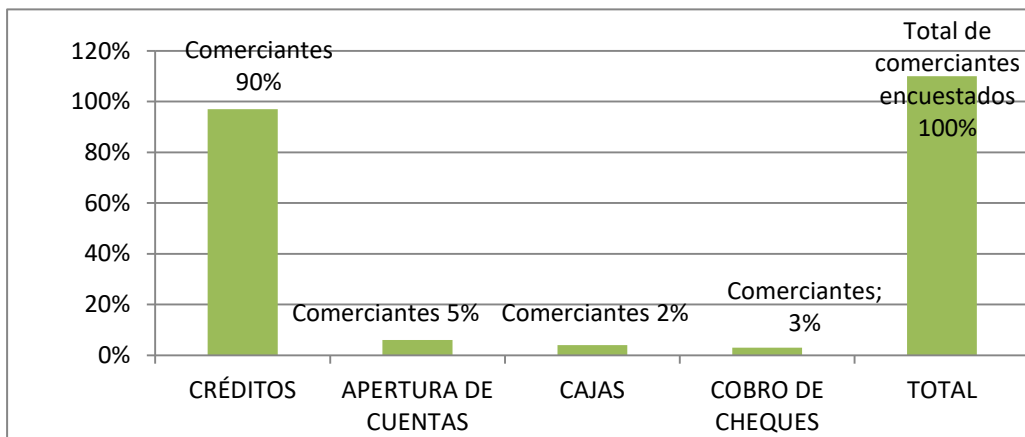 120%
100%
80%
60%
40%
20%
0%
Comerciantes
90%
Comerciantes 5%
Comerciantes 2%
Comerciantes;
3%
Total de
comerciantes
encuestados
100%
CRÉDITOS
APERTURA DE
CUENTAS
CAJAS
COBRO DE
CHEQUES
TOTAL